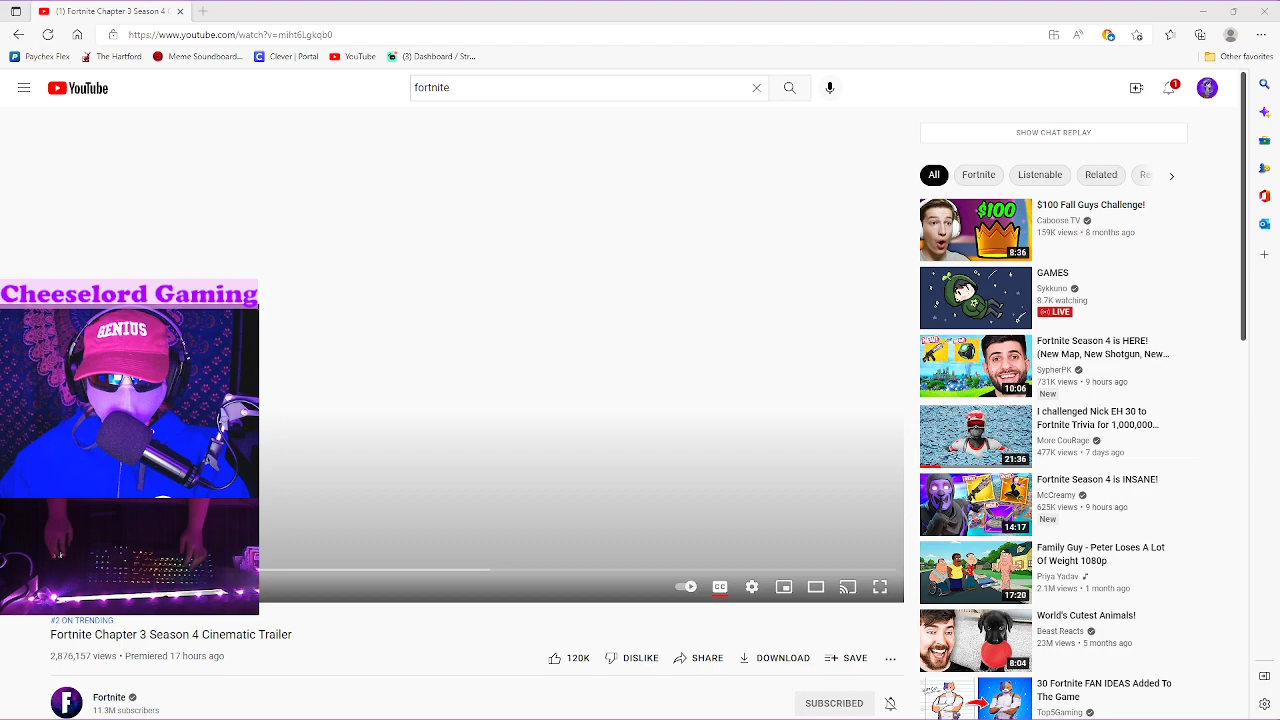 (1) Fortnite Chapter 3 Season 4 C
https://www.youtube.com/watch?v=miht6Lgkqb0
Paychex Flex
The Hartford
Meme Soundboard...
Clever | Portal
YouTube
(3) Dashboard / Str...
Other favorites
YouTube
fortnite
1
SHOW CHAT REPLAY
All
Fortnite
Listenable
Related
Re
$100
8:36
$100 Fall Guys Challenge!
Caboose TV
159K views • 8 months ago
GAMES
Sykkuno
8.7K watching
LIVE
10:06
Fortnite Season 4 is HERE!
(New Map, New Shotgun, New...
SypherPK
731K views • 9 hours ago
New
21:36
I challenged Nick EH 30 to
Fortnite Trivia for 1,000,000...
More CouRage
477K views • 7 days ago
14:17
Fortnite Season 4 is INSANE!
McCreamy
625K views • 9 hours ago
New
17:20
Family Guy - Peter Loses A Lot
Of Weight 1080p
Priya Yadav
2.1M views • 1 month ago
8:04
World's Cutest Animals!
Beast Reacts
23M views • 5 months ago
30 Fortnite FAN IDEAS Added To
The Game
Top5Gaming
Cheeselord Gaming
GENIUS
CC
#2 ON TRENDING
Fortnite Chapter 3 Season 4 Cinematic Trailer
2,876,157 views • Premiered 17 hours ago
120K
DISLIKE
SHARE
DOWNLOAD
SAVE
F
Fortnite
11.3M subscribers
SUBSCRIBED